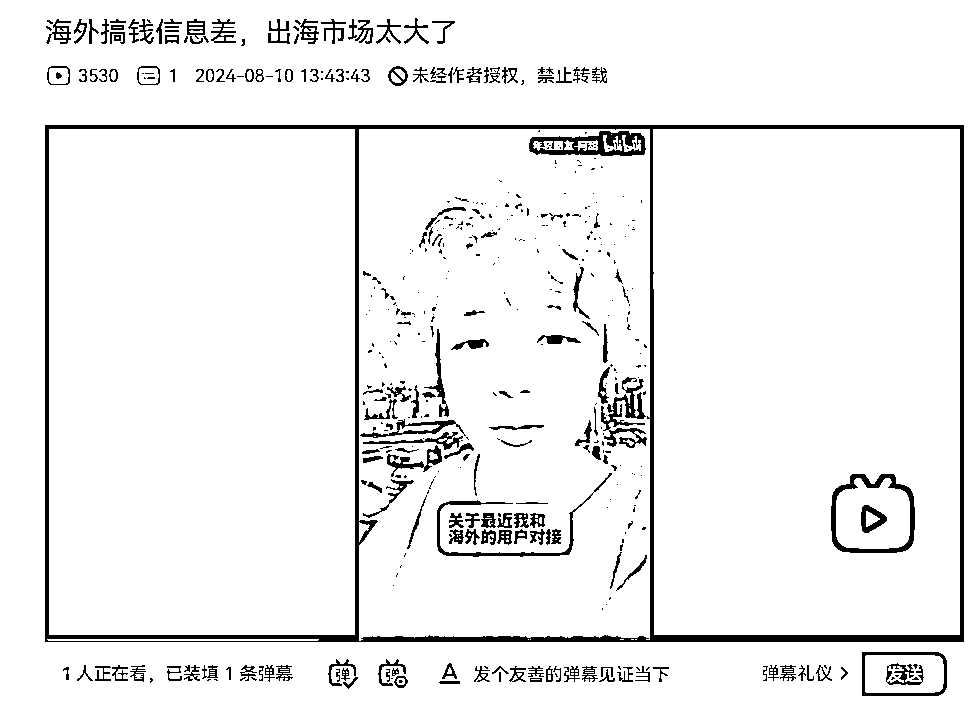 海外搞钱信息差，出海市场太大了
3530 1 2024-08-10 13:43:43 未经作者授权，禁止转载
bilibili
关于最近我和
海外的用户对接
1 人正在看，已装填 1 条弹幕 弹 弹 A 发个友善的弹幕见证当下 弹幕礼仪 > 发送